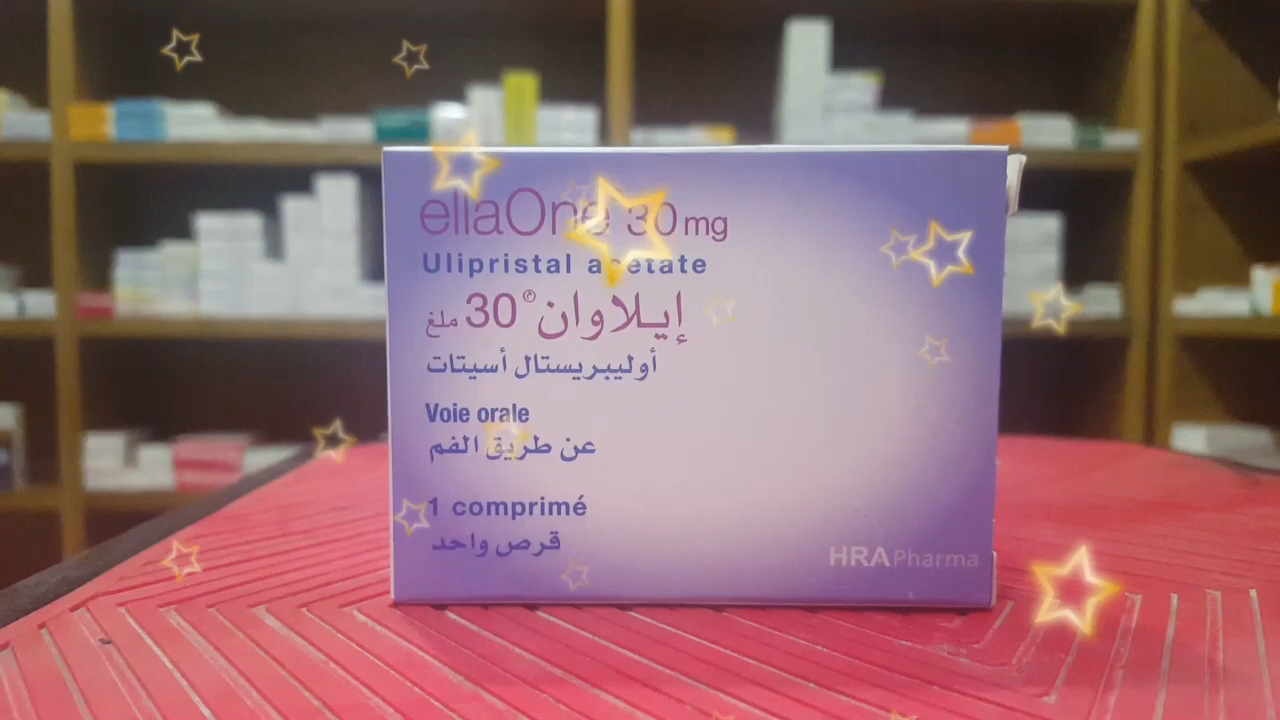 ellaOne® 30 mg
Ulipristal acetate
إيلاوان® 30 ملغ
أوليبريستال أسيتات
Voie orale
عن طريق الفم
1 comprimé
قرص واحد
HRA Pharma